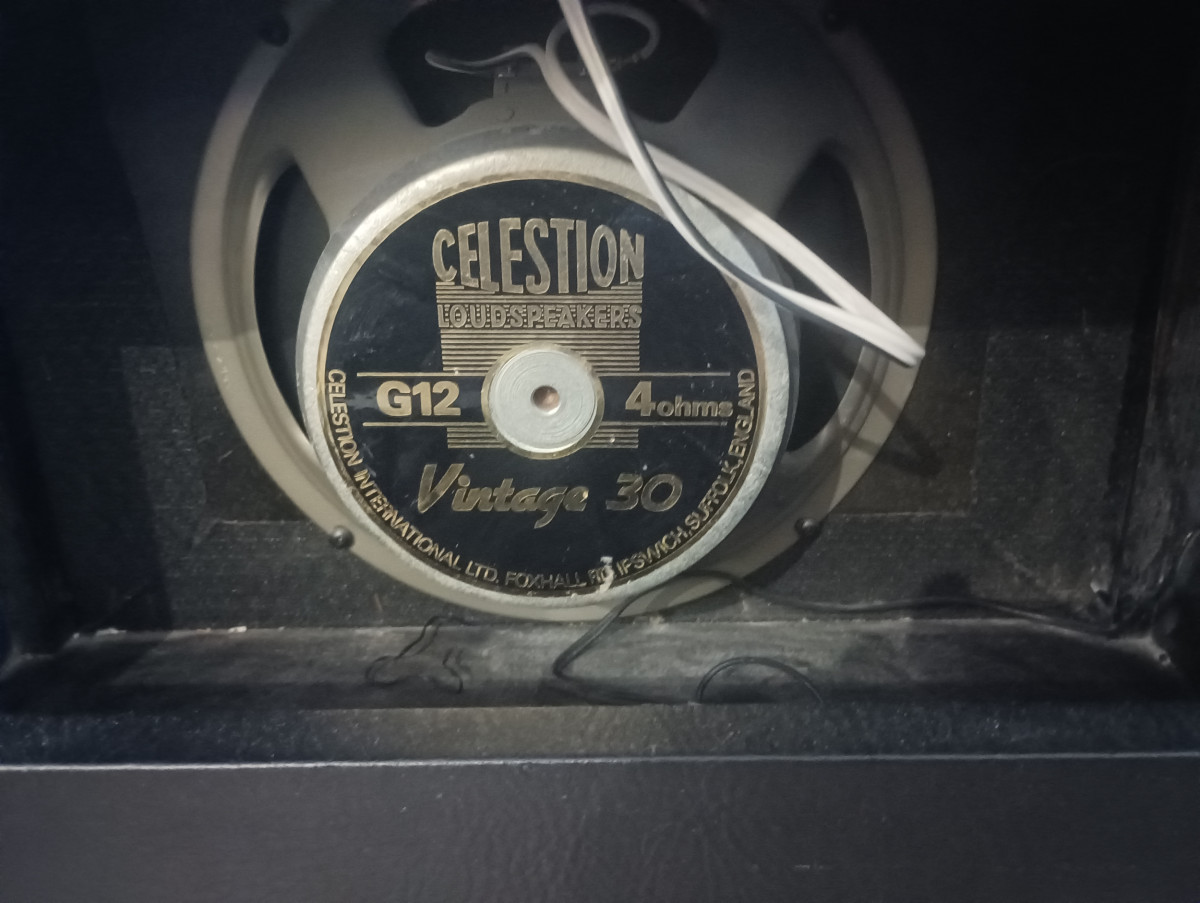 CELESTION
LOUDSPEAKERS
G12 4ohms
Vintage 30
CELESTION INTERNATIONAL LTD. FOXHALL RD IPSWICH, SUFFOLK, ENGLAND